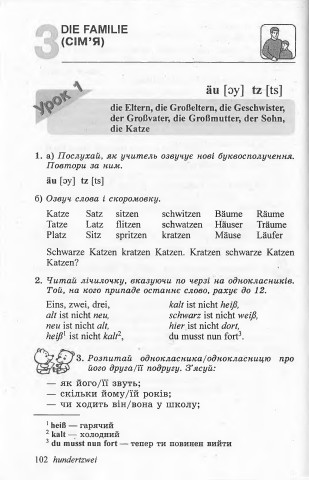 3 DIE FAMILIE
(СІМ'Я)
Урок 1
äu [ɔy] tz [ts]
die Eltern, die Großeltern, die Geschwister,
der Großvater, die Großmutter, der Sohn,
die Katze
1. а) Послухай, як учитель озвучує нові буквосполучення.
Повтори за ним.
äu [ɔy] tz [ts]
б) Озвуч слова і скоромовку.
Katze Satz sitzen schwitzen Bäume Räume
Tatze Latz flitzen schwatzen Häuser Träume
Platz Sitz spritzen kratzen Mäuse Läufer
Schwarze Katzen kratzen Katzen. Kratzen schwarze Katzen
Katzen?
2. Читай лічилочку, вказуючи по черзі на однокласників.
Той, на кого припаде останнє слово, рахує до 12.
Eins, zwei, drei, kalt ist nicht heiß,
alt ist nicht neu, schwarz ist nicht weiß,
neu ist nicht alt, hier ist nicht dort,
heiß¹ ist nicht kalt², du musst nun fort³.
3. Розпитай однокласника/однокласницю про
його друга/її подругу. З'ясуй:
— як його/її звуть;
— скільки йому/їй років;
— чи ходить він/вона у школу;
¹ heiß — гарячий
² kalt — холодний
³ du musst nun fort — тепер ти повинен вийти
102 hundertzwei